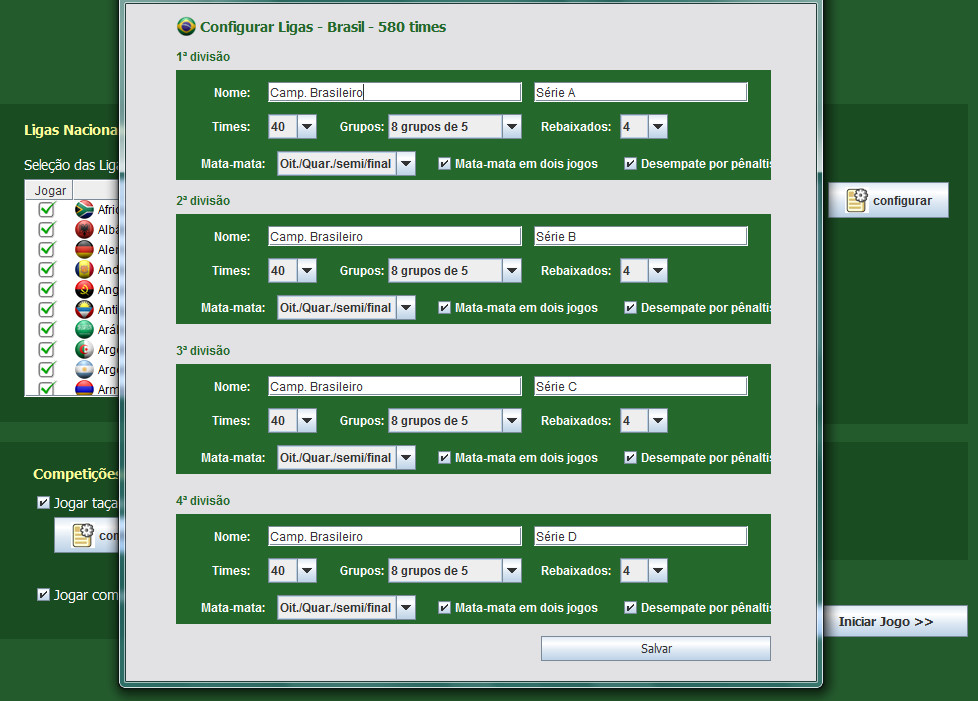 Configurar Ligas - Brasil - 580 times
1ª divisão
Nome: Camp. Brasileiro Série A
Times: 40 Grupos: 8 grupos de 5 Rebaixados: 4
Mata-mata: Oit./Quar./semi/final Mata-mata em dois jogos Desempate por pênaltis
2ª divisão
Nome: Camp. Brasileiro Série B
Times: 40 Grupos: 8 grupos de 5 Rebaixados: 4
Mata-mata: Oit./Quar./semi/final Mata-mata em dois jogos Desempate por pênaltis
3ª divisão
Nome: Camp. Brasileiro Série C
Times: 40 Grupos: 8 grupos de 5 Rebaixados: 4
Mata-mata: Oit./Quar./semi/final Mata-mata em dois jogos Desempate por pênaltis
4ª divisão
Nome: Camp. Brasileiro Série D
Times: 40 Grupos: 8 grupos de 5 Rebaixados: 4
Mata-mata: Oit./Quar./semi/final Mata-mata em dois jogos Desempate por pênaltis
Salvar
Ligas Naciona
Seleção das Lig
Jogar
Afri
Alba
Alen
And
Ang
Anti
Aráb
Arge
Arge
Arm
Competições
Jogar taça
con
Jogar com
configurar
Iniciar Jogo >>